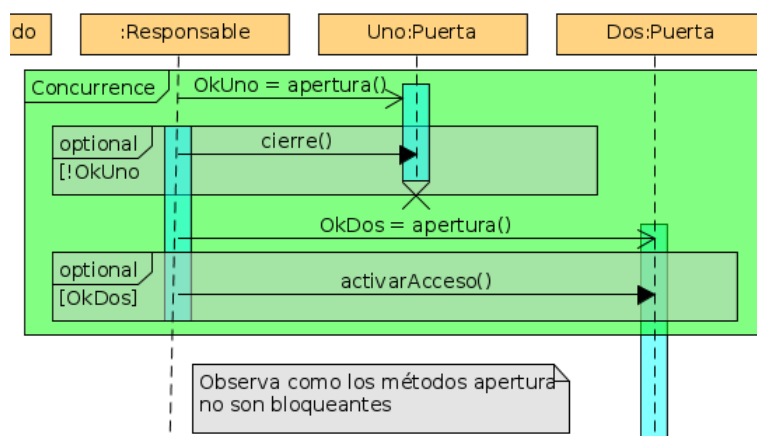 do
:Responsable
Uno:Puerta
Dos:Puerta
Concurrence
OkUno = apertura()
optional
cierre()
[!OkUno
OkDos = apertura()
optional
activarAcceso()
[OkDos]
Observa como los métodos apertura
no son bloqueantes